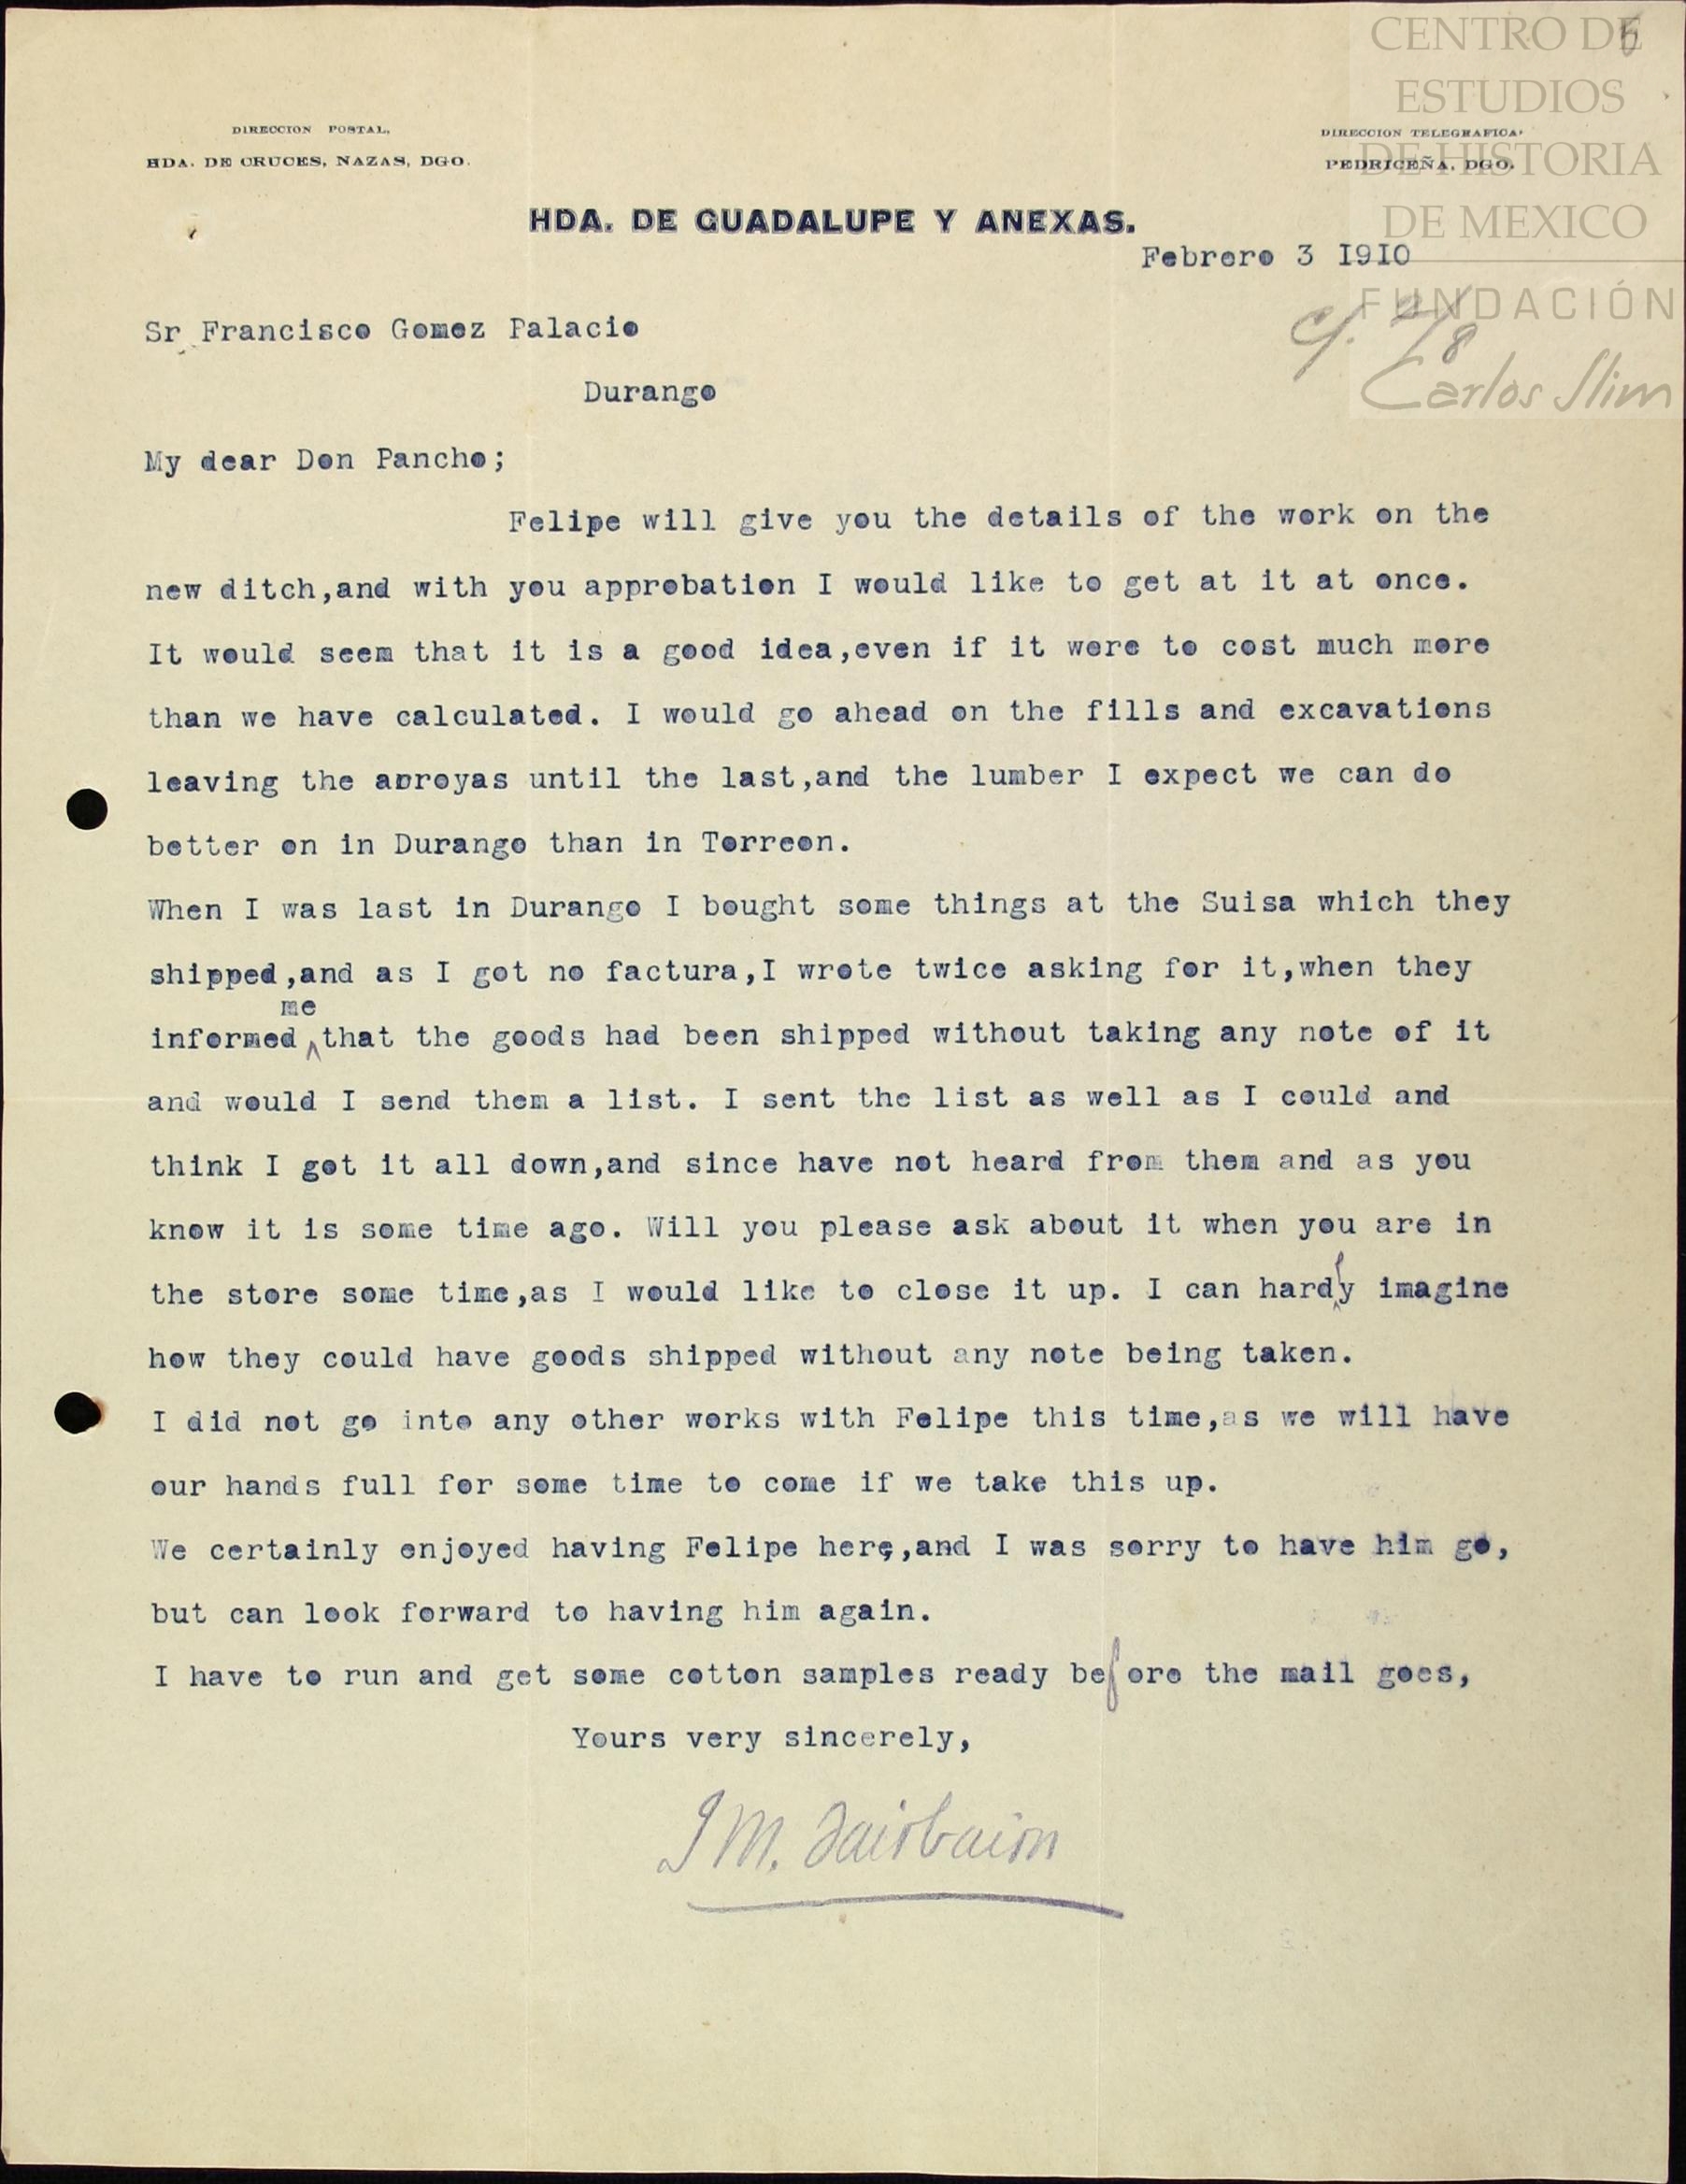 CENTRO DE
ESTUDIOS
DE HISTORIA
DE MEXICO
FUNDACIÓN
Carlos Slim
DIRECCION POSTAL,
HDA. DE CRUCES, NAZAS, DGO.
DIRECCION TELEGRAFICA,
PEDRICEÑA, DGO.
HDA. DE GUADALUPE Y ANEXAS.
Febrero 3 I9I0
Sr Francisco Gomez Palacio
Durango
My dear Don Pancho;
Felipe will give you the details of the work on the
new ditch,and with you approbation I would like to get at it at once.
It would seem that it is a good idea,even if it were to cost much more
than we have calculated. I would go ahead on the fills and excavations
leaving the arroyas until the last,and the lumber I expect we can do
better on in Durango than in Torreon.
When I was last in Durango I bought some things at the Suisa which they
shipped,and as I got no factura,I wrote twice asking for it,when they
informed me that the goods had been shipped without taking any note of it
and would I send them a list. I sent the list as well as I could and
think I got it all down,and since have not heard from them and as you
know it is some time ago. Will you please ask about it when you are in
the store some time,as I would like to close it up. I can hardly imagine
how they could have goods shipped without any note being taken.
I did not go into any other works with Felipe this time,as we will have
our hands full for some time to come if we take this up.
We certainly enjoyed having Felipe here,,and I was sorry to have him go,
but can look forward to having him again.
I have to run and get some cotton samples ready before the mail goes,
Yours very sincerely,
J M. Fairbairn